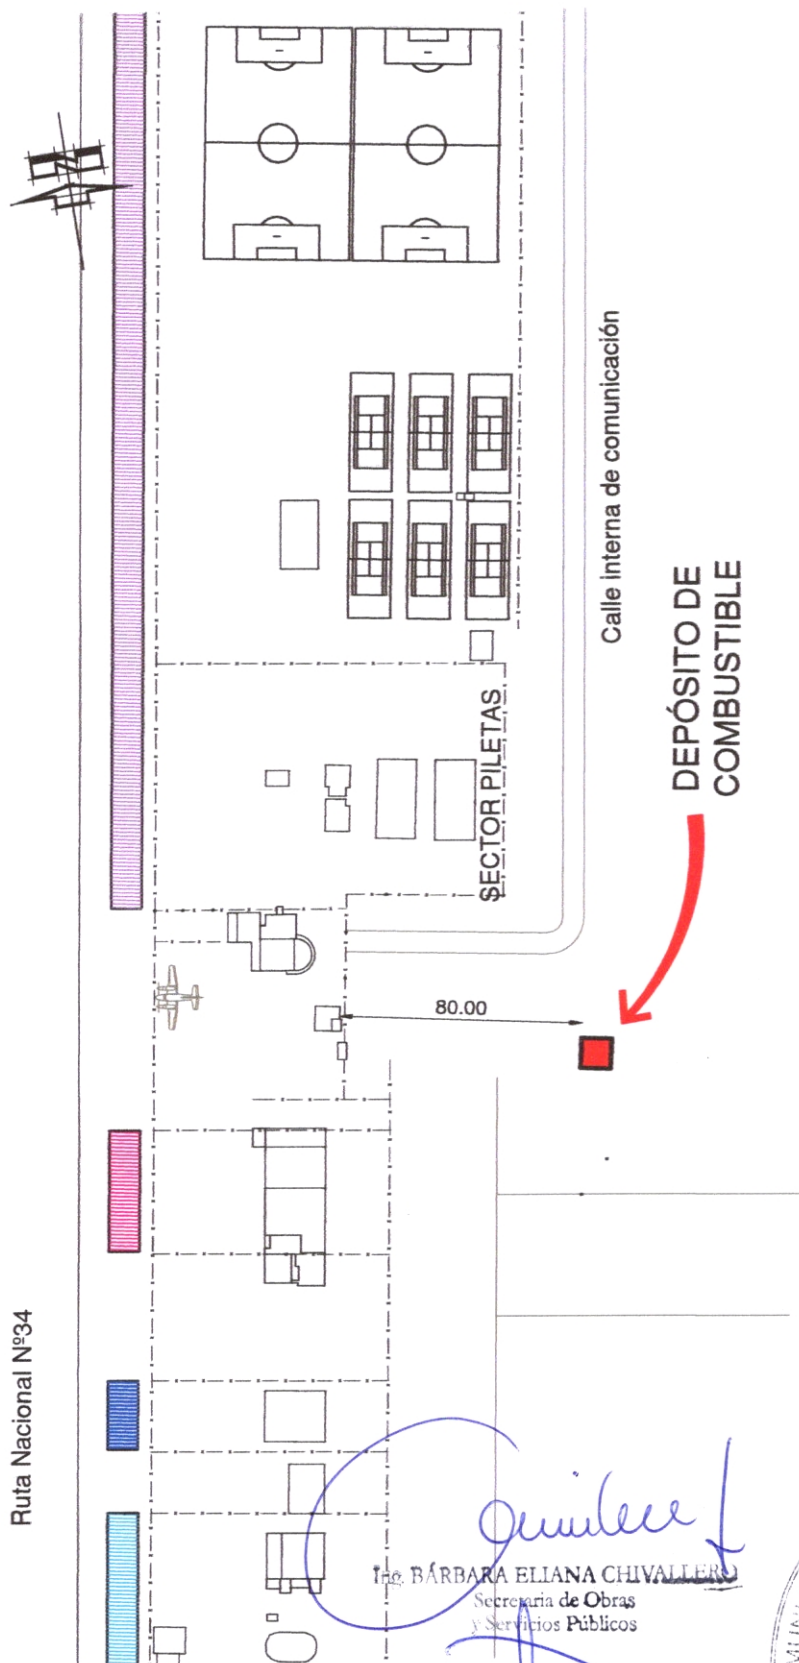 Ruta Nacional Nº34
Calle interna de comunicación
DEPÓSITO DE
COMBUSTIBLE
SECTOR PILETAS
80.00
Ing. BÁRBARA ELIANA CHIVALLERO
Secretaria de Obras
y Servicios Públicos